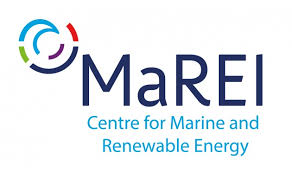 MaREI
Centre for Marine and
Renewable Energy